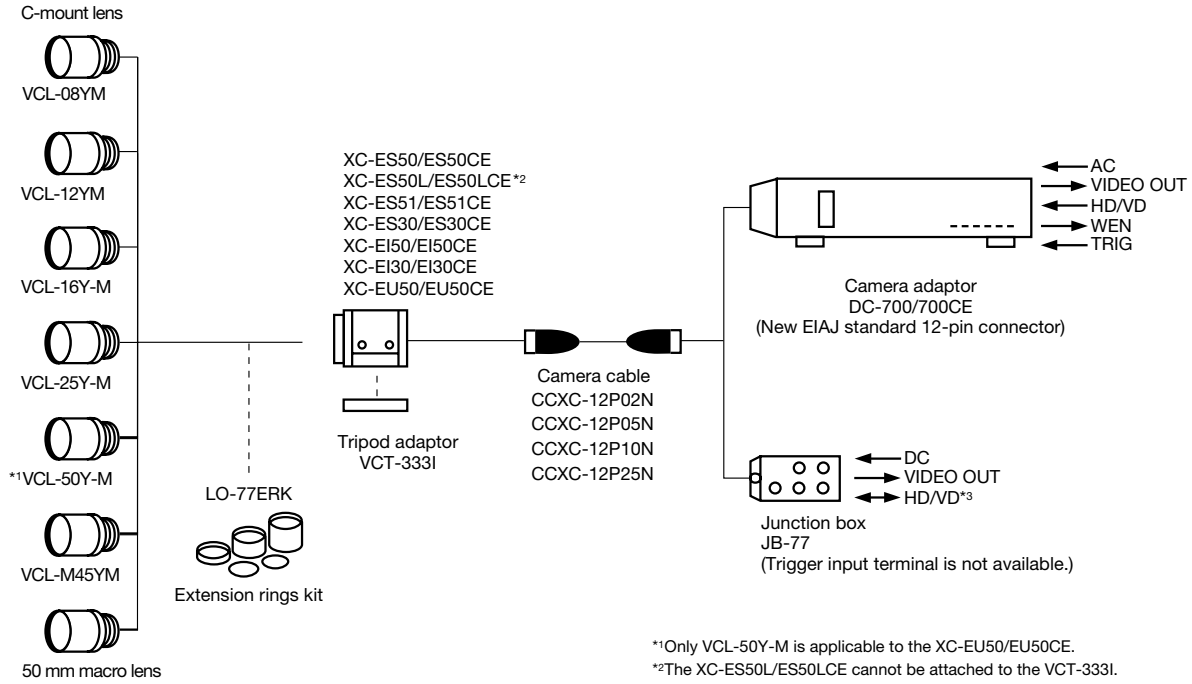 C-mount lens
VCL-08YM
VCL-12YM
VCL-16Y-M
VCL-25Y-M
*1VCL-50Y-M
VCL-M45YM
50 mm macro lens
LO-77ERK
Extension rings kit
XC-ES50/ES50CE
XC-ES50L/ES50LCE*2
XC-ES51/ES51CE
XC-ES30/ES30CE
XC-EI50/EI50CE
XC-EI30/EI30CE
XC-EU50/EU50CE
Tripod adaptor
VCT-333I
Camera cable
CCXC-12P02N
CCXC-12P05N
CCXC-12P10N
CCXC-12P25N
AC
VIDEO OUT
HD/VD
WEN
TRIG
Camera adaptor
DC-700/700CE
(New EIAJ standard 12-pin connector)
DC
VIDEO OUT
HD/VD*3
Junction box
JB-77
(Trigger input terminal is not available.)
*1Only VCL-50Y-M is applicable to the XC-EU50/EU50CE.
*2The XC-ES50L/ES50LCE cannot be attached to the VCT-333I.